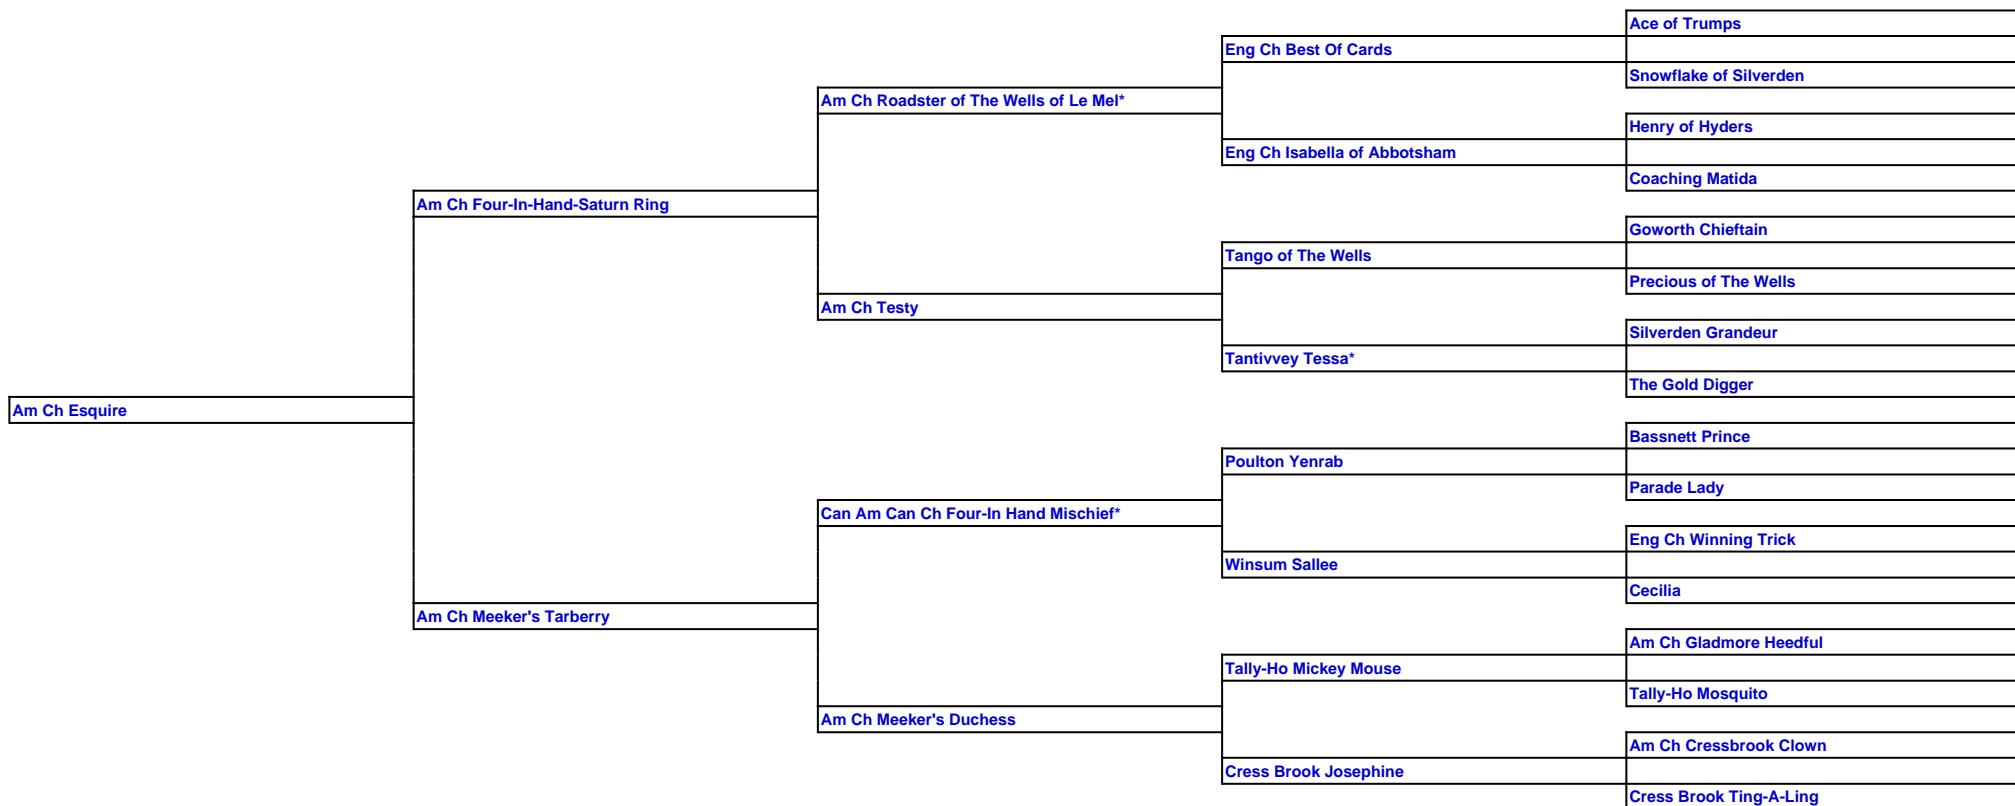 Ace of Trumps
Eng Ch Best Of Cards
Snowflake of Silverden
Am Ch Roadster of The Wells of Le Mel*
Henry of Hyders
Eng Ch Isabella of Abbotsham
Coaching Matida
Am Ch Four-In-Hand-Saturn Ring
Goworth Chieftain
Tango of The Wells
Precious of The Wells
Am Ch Testy
Silverden Grandeur
Tantivvey Tessa*
The Gold Digger
Am Ch Esquire
Bassnett Prince
Poulton Yenrab
Parade Lady
Can Am Can Ch Four-In Hand Mischief*
Eng Ch Winning Trick
Winsum Sallee
Cecilia
Am Ch Meeker's Tarberry
Am Ch Gladmore Heedful
Tally-Ho Mickey Mouse
Tally-Ho Mosquito
Am Ch Meeker's Duchess
Am Ch Cressbrook Clown
Cress Brook Josephine
Cress Brook Ting-A-Ling